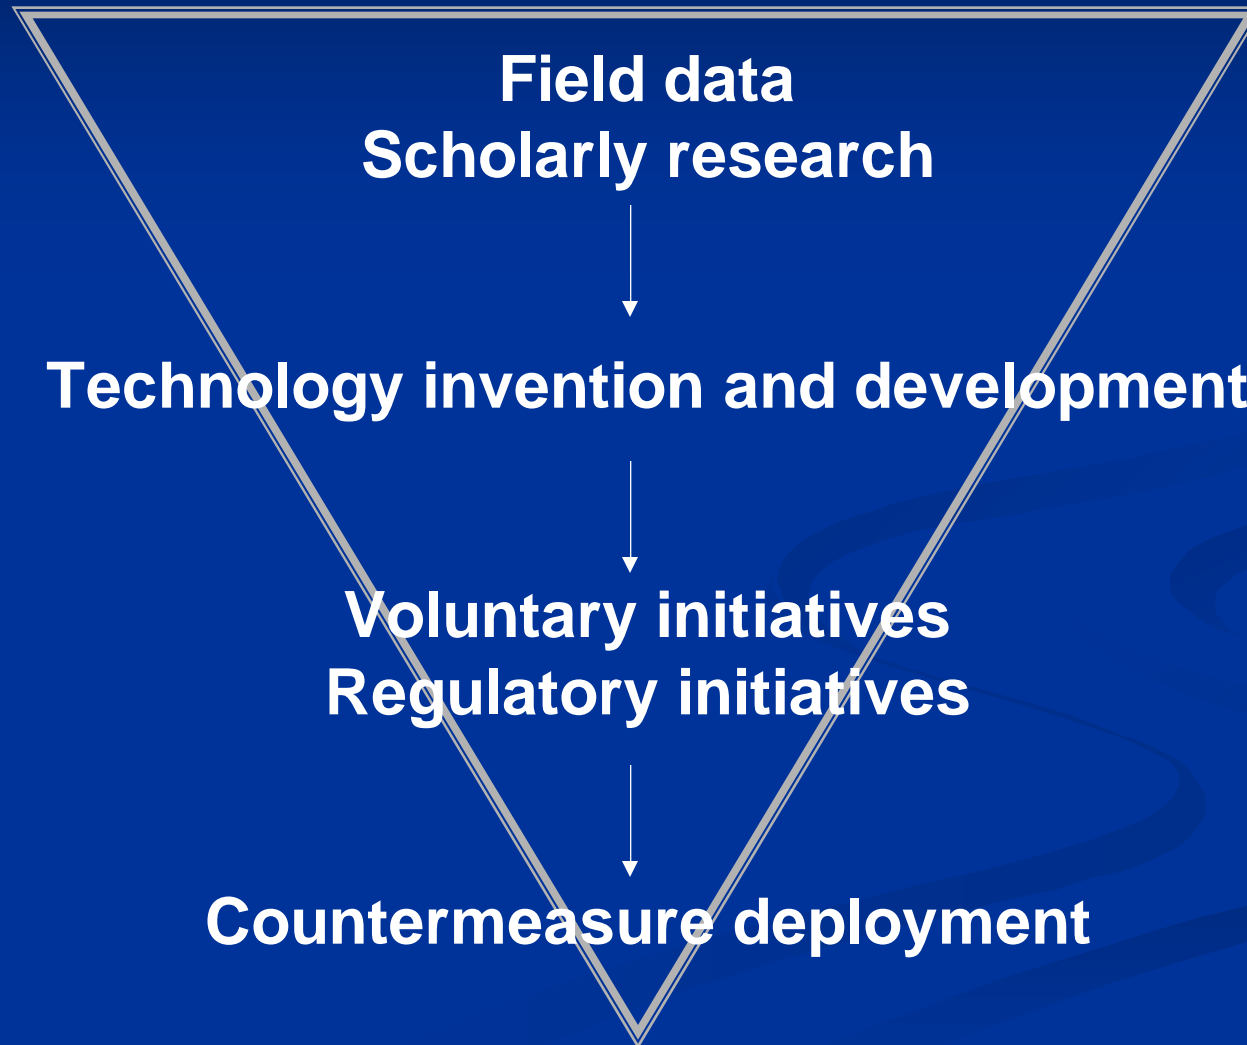 Field data
Scholarly research
Technology invention and development
Voluntary initiatives
Regulatory initiatives
Countermeasure deployment